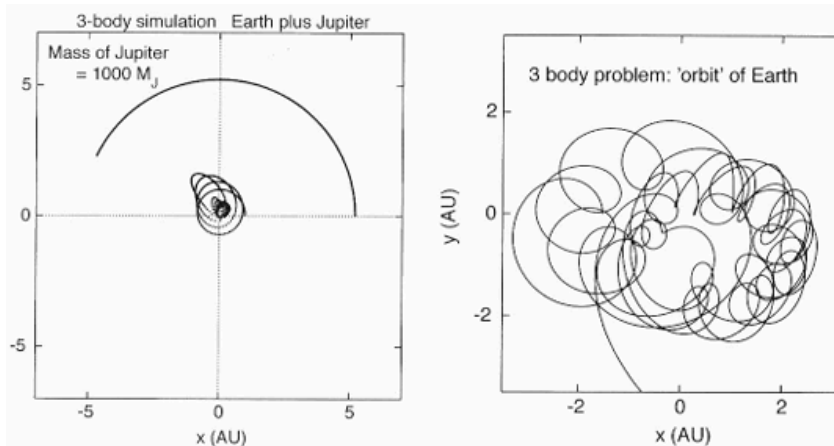 3-body simulation Earth plus Jupiter
Mass of Jupiter
= 1000 M_J
5
0
-5
-5
0
5
x (AU)
3 body problem: 'orbit' of Earth
2
0
-2
y (AU)
-2
0
2
x (AU)